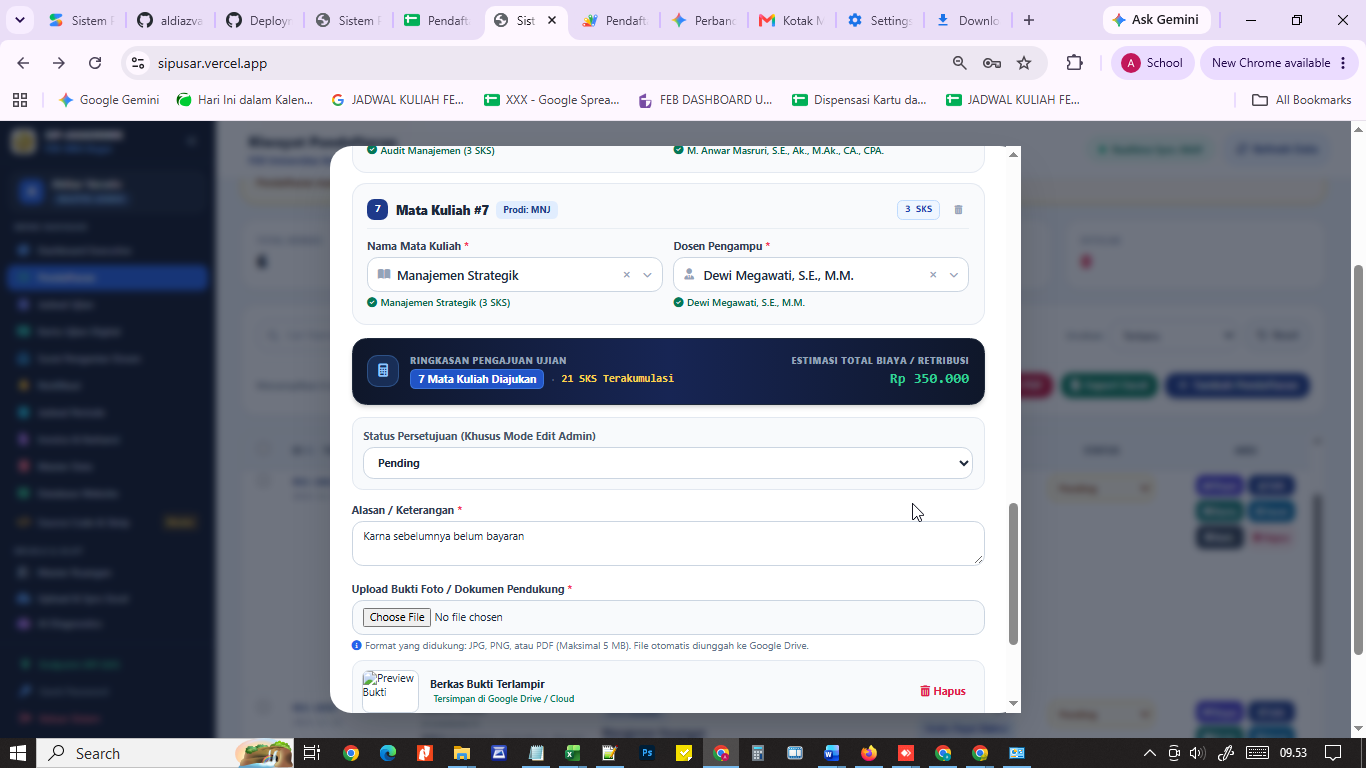 Sistem
aldiazva
Deployr
Sistem
Pendaft
Sist
Pendaft
Perband
Kotak M
Settings
Downlo
Ask Gemini
sipusar.vercel.app
A School
New Chrome available
Google Gemini
Hari Ini dalam Kalen...
JADWAL KULIAH FE...
XXX - Google Sprea...
FEB DASHBOARD U...
Dispensasi Kartu da...
JADWAL KULIAH FE...
All Bookmarks
Audit Manajemen (3 SKS)
M. Anwar Masruri, S.E., Ak., M.Ak., CA., CPA.
7 Mata Kuliah #7 Prodi: MNJ
3 SKS
Nama Mata Kuliah *
Dosen Pengampu *
Manajemen Strategik
Dewi Megawati, S.E., M.M.
Manajemen Strategik (3 SKS)
Dewi Megawati, S.E., M.M.
RINGKASAN PENGAJUAN UJIAN
ESTIMASI TOTAL BIAYA / RETRIBUSI
7 Mata Kuliah Diajukan · 21 SKS Terakumulasi
Rp 350.000
Status Persetujuan (Khusus Mode Edit Admin)
Pending
Alasan / Keterangan *
Karna sebelumnya belum bayaran
Upload Bukti Foto / Dokumen Pendukung *
Choose File No file chosen
Format yang didukung: JPG, PNG, atau PDF (Maksimal 5 MB). File otomatis diunggah ke Google Drive.
Preview Bukti
Berkas Bukti Terlampir
Tersimpan di Google Drive / Cloud
Hapus
Search
09.53